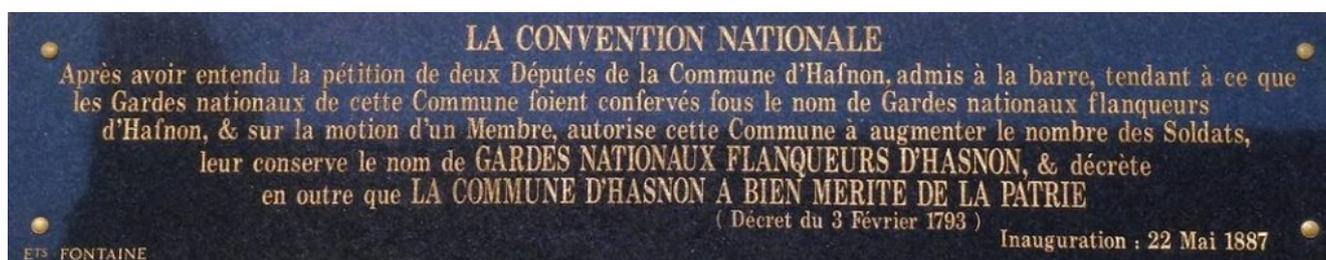 LA CONVENTION NATIONALE
Après avoir entendu la pétition de deux Députés de la Commune d'Hafnon, admis à la barre, tendant à ce que
les Gardes nationaux de cette Commune foient confervés fous le nom de Gardes nationaux flanqueurs
d'Hafnon, & sur la motion d'un Membre, autorise cette Commune à augmenter le nombre des Soldats,
leur conserve le nom de GARDES NATIONAUX FLANQUEURS D'HASNON, & décrète
en outre que LA COMMUNE D'HASNON A BIEN MERITE DE LA PATRIE
( Décret du 3 Février 1793 )
Inauguration : 22 Mai 1887
ETS FONTAINE